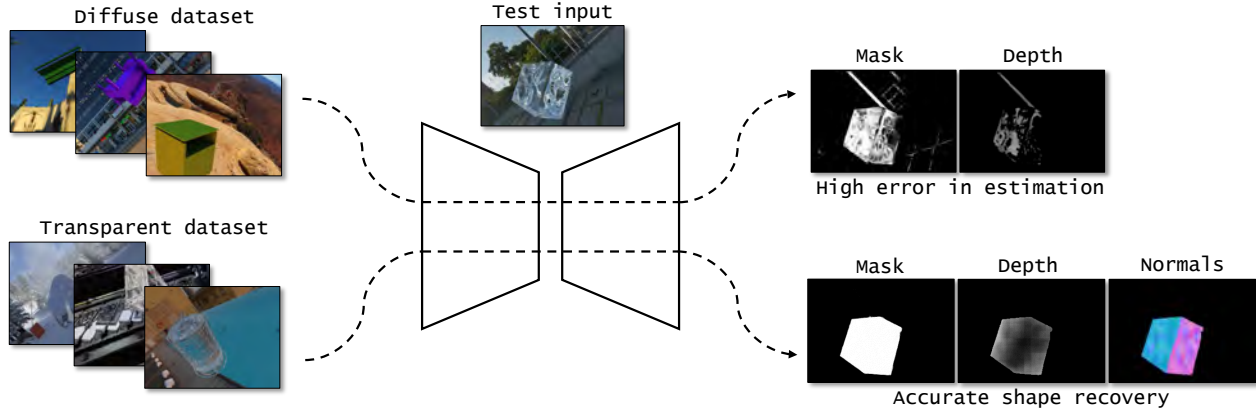 Diffuse dataset
Test input
Mask
Depth
High error in estimation
Transparent dataset
Mask
Depth
Normals
Accurate shape recovery